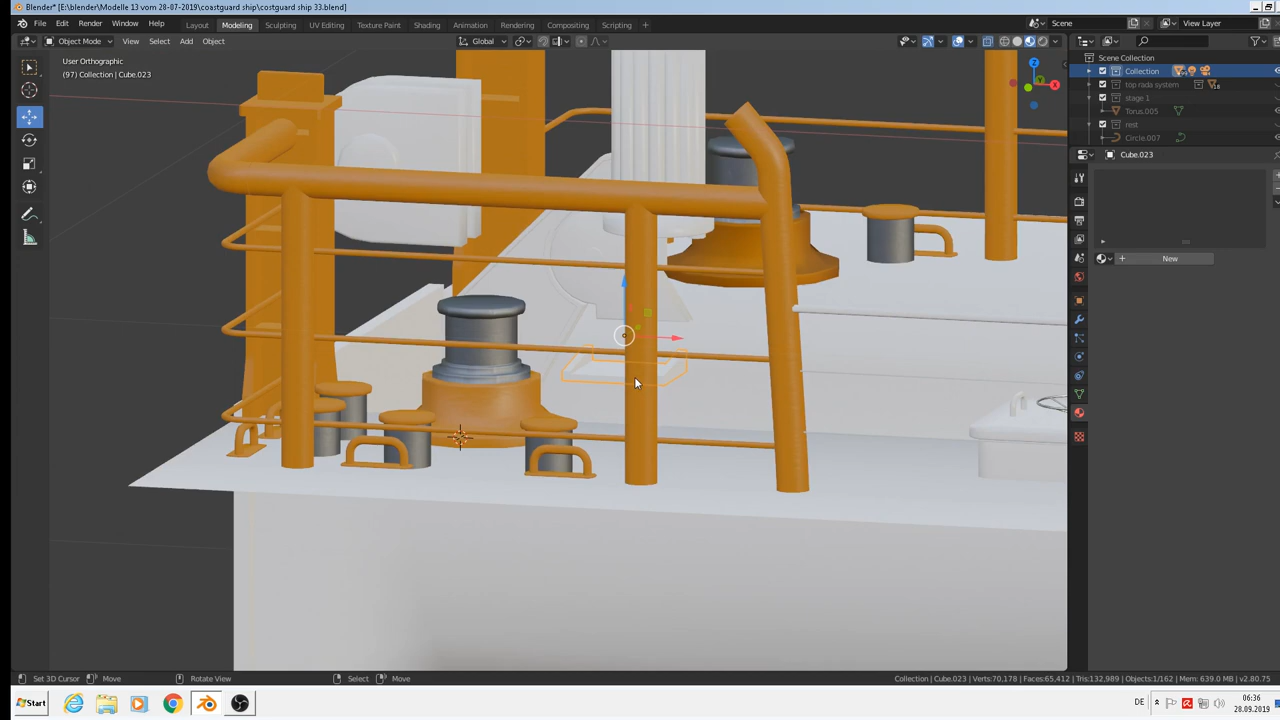 Blender* [E:\blender\Modelle 13 vom 28-07-2019\coastguard ship\costguard ship 33.blend]
File Edit Render Window Help Layout Modeling Sculpting UV Editing Texture Paint Shading Animation Rendering Compositing Scripting + Scene View Layer
Object Mode View Select Add Object Global
User Orthographic
(97) Collection | Cube.023
Z
Y
X
Scene Collection
Collection
top rada system
stage 1
Torus.005
rest
Circle.007
Cube.023
New
Set 3D Cursor Move Rotate View Select Move Collection | Cube.023 | Verts:70,178 | Faces:65,412 | Tris:132,989 | Objects:1/162 | Mem: 639.0 MB | v2.80.75
Start DE 06:36
28.09.2019